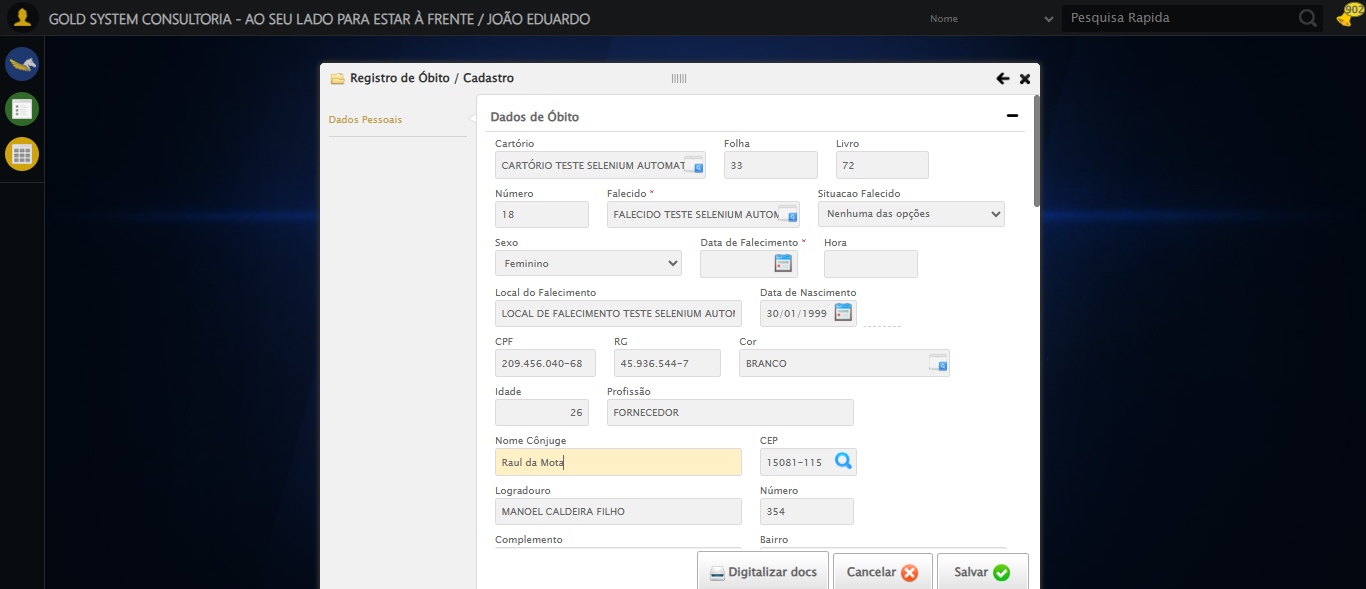 GOLD SYSTEM CONSULTORIA - AO SEU LADO PARA ESTAR À FRENTE / JOÃO EDUARDO
Nome
Pesquisa Rapida
902
Registro de Óbito / Cadastro
Dados Pessoais
Dados de Óbito
Cartório Folha Livro
CARTÓRIO TESTE SELENIUM AUTOMAT 33 72
Número Falecido * Situacao Falecido
18 FALECIDO TESTE SELENIUM AUTOM Nenhuma das opções
Sexo Data de Falecimento * Hora
Feminino
Local do Falecimento Data de Nascimento
LOCAL DE FALECIMENTO TESTE SELENIUM AUTOM 30/01/1999
CPF RG Cor
209.456.040-68 45.936.544-7 BRANCO
Idade Profissão
26 FORNECEDOR
Nome Cônjuge CEP
Raul da Mota 15081-115
Logradouro Número
MANOEL CALDEIRA FILHO 354
Complemento Bairro
Digitalizar docs Cancelar Salvar